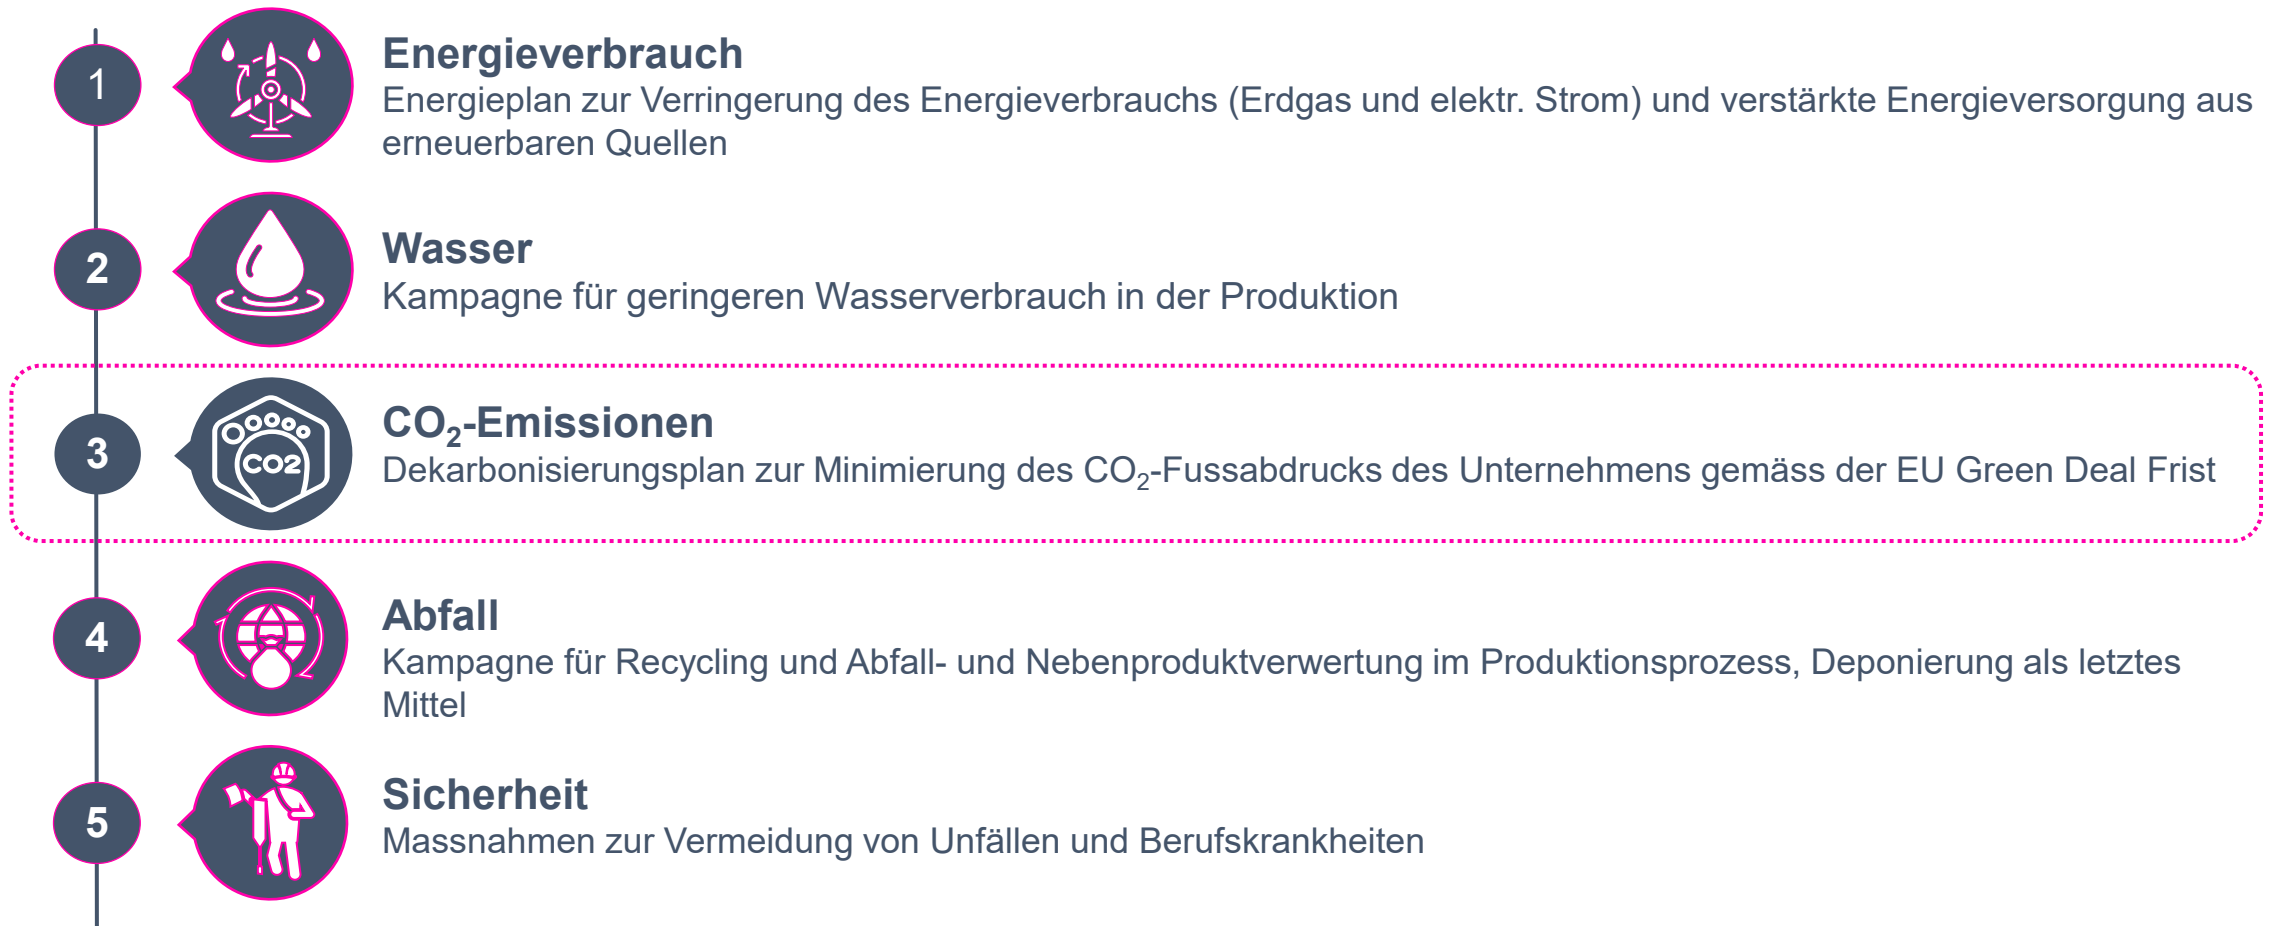 1
Energieverbrauch
Energieplan zur Verringerung des Energieverbrauchs (Erdgas und elektr. Strom) und verstärkte Energieversorgung aus
erneuerbaren Quellen
2
Wasser
Kampagne für geringeren Wasserverbrauch in der Produktion
3
CO2
CO₂-Emissionen
Dekarbonisierungsplan zur Minimierung des CO₂-Fussabdrucks des Unternehmens gemäss der EU Green Deal Frist
4
Abfall
Kampagne für Recycling und Abfall- und Nebenproduktverwertung im Produktionsprozess, Deponierung als letztes
Mittel
5
Sicherheit
Massnahmen zur Vermeidung von Unfällen und Berufskrankheiten